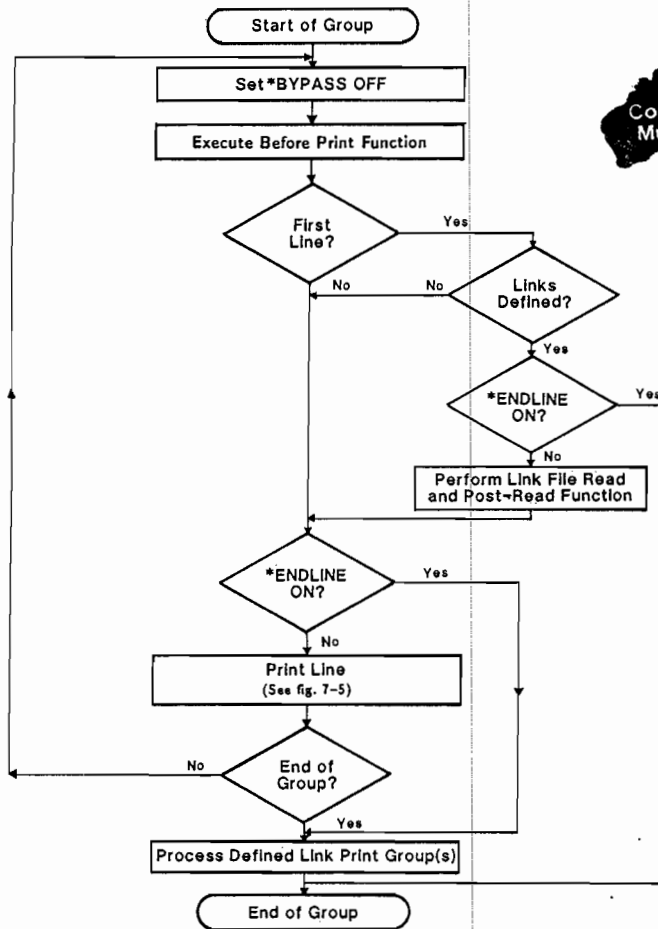 Start of Group
Set *BYPASS OFF
Execute Before Print Function
First
Line?
Yes
No
Links
Defined?
No
Yes
*ENDLINE
ON?
Yes
No
Perform Link File Read
and Post-Read Function
*ENDLINE
ON?
Yes
No
Print Line
(See fig. 7-5)
End of
Group?
No
Yes
Process Defined Link Print Group(s)
End of Group